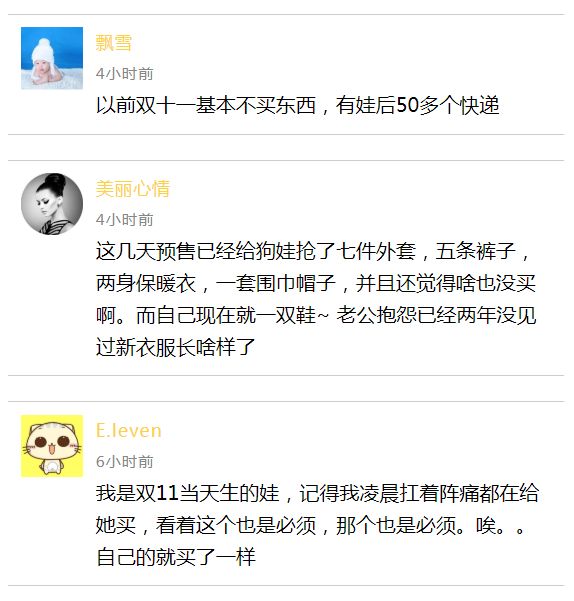 飘雪
4小时前
以前双十一基本不买东西，有娃后50多个快递
美丽心情
4小时前
这几天预售已经给狗娃抢了七件外套，五条裤子，
两身保暖衣，一套围巾帽子，并且还觉得啥也没买
啊。而自己现在就一双鞋~ 老公抱怨已经两年没见
过新衣服长啥样了
E.leven
6小时前
我是双11当天生的娃，记得我凌晨扛着阵痛都在给
她买，看着这个也是必须，那个也是必须。唉。。
自己的就买了一样